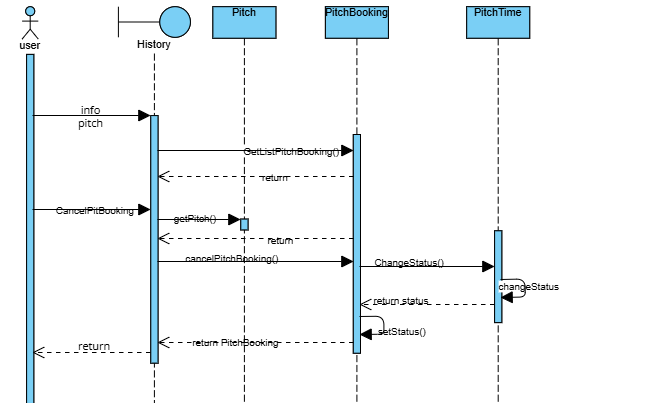 Pitch
PitchBooking
PitchTime
user
History
info
pitch
GetListPitchBooking()
return
CancelPitBooking
getPitch()
return
cancelPitchBooking()
ChangeStatus()
changeStatus
return status
setStatus()
return PitchBooking
return